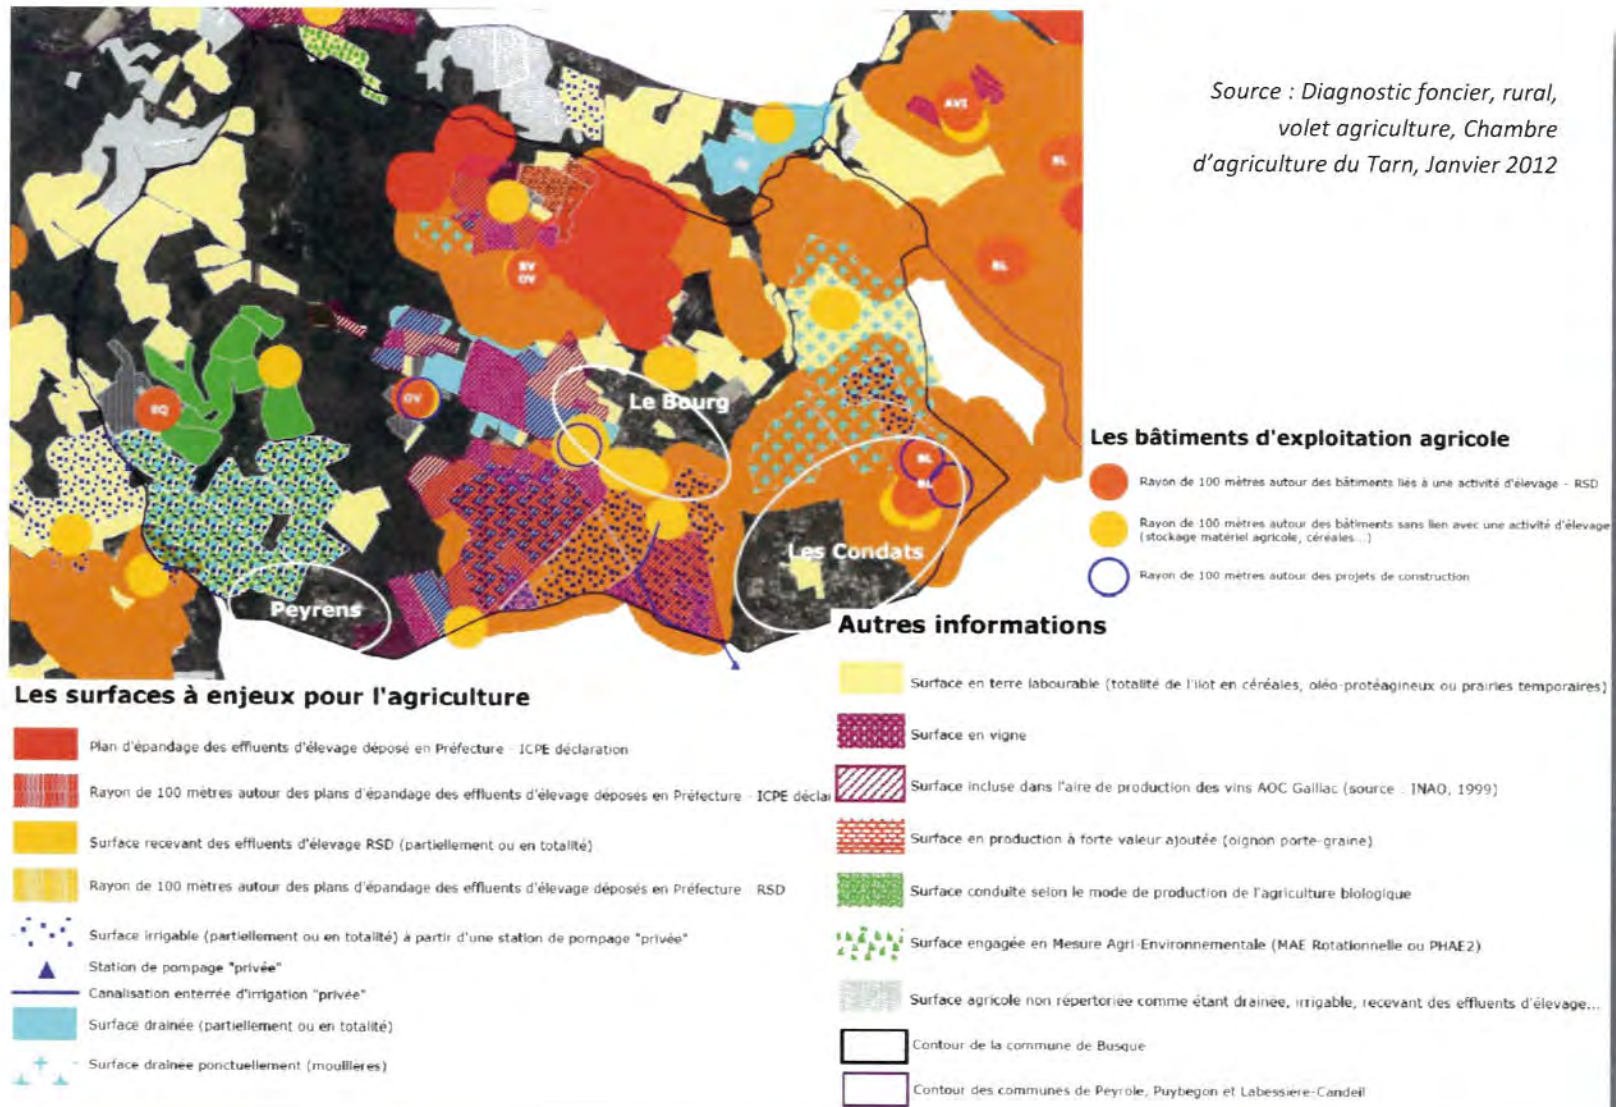 Source : Diagnostic foncier, rural,
volet agriculture, Chambre
d'agriculture du Tarn, Janvier 2012
AVI
BL
BL
BV
OV
EQ
OV
Le Bourg
BL
BL
Les Condats
Peyrens
Les bâtiments d'exploitation agricole
Rayon de 100 mètres autour des bâtiments liés à une activité d'élevage - RSD
Rayon de 100 mètres autour des bâtiments sans lien avec une activité d'élevage
(stockage matériel agricole, céréales...)
Rayon de 100 mètres autour des projets de construction
Les surfaces à enjeux pour l'agriculture
Plan d'épandage des effluents d'élevage déposé en Préfecture - ICPE déclaration
Rayon de 100 mètres autour des plans d'épandage des effluents d'élevage déposés en Préfecture - ICPE déclar
Surface recevant des effluents d'élevage RSD (partiellement ou en totalité)
Rayon de 100 mètres autour des plans d'épandage des effluents d'élevage déposés en Préfecture RSD
Surface irrigable (partiellement ou en totalité) à partir d'une station de pompage "privée"
Station de pompage "privée"
Canalisation enterrée d'irrigation "privée"
Surface drainée (partiellement ou en totalité)
Surface drainée ponctuellement (mouillères)
Autres informations
Surface en terre labourable (totalité de l'îlot en céréales, oléo-protéagineux ou prairies temporaires)
Surface en vigne
Surface incluse dans l'aire de production des vins AOC Gaillac (source : INAO, 1999)
Surface en production à forte valeur ajoutée (oignon porte-graine)
Surface conduite selon le mode de production de l'agriculture biologique
Surface engagée en Mesure Agri-Environnementale (MAE Rotationnelle ou PHAE2)
Surface agricole non répertoriée comme étant drainée, irrigable, recevant des effluents d'élevage...
Contour de la commune de Busque
Contour des communes de Peyrole, Puybegon et Labessière-Candeil